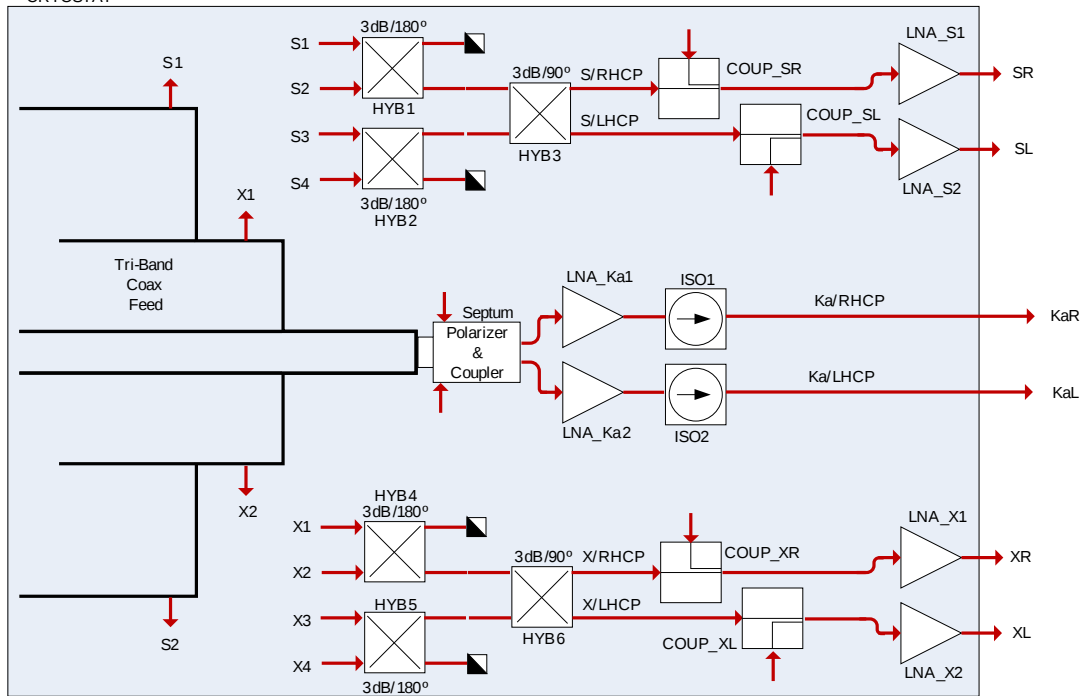 CRYOSTAT
S1
3dB/180º
S1
S2
HYB1
3dB/90º
S/RHCP
COUP_SR
LNA_S1
SR
S3
S4
3dB/180º
HYB2
HYB3
S/LHCP
COUP_SL
SL
LNA_S2
X1
Tri-Band
Coax
Feed
Septum
Polarizer
&
Coupler
LNA_Ka1
ISO1
Ka/RHCP
KaR
LNA_Ka2
ISO2
Ka/LHCP
KaL
X2
HYB4
3dB/180º
X1
X2
3dB/90º
X/RHCP
COUP_XR
LNA_X1
XR
HYB5
X3
X4
3dB/180º
HYB6
X/LHCP
COUP_XL
XL
LNA_X2
S2